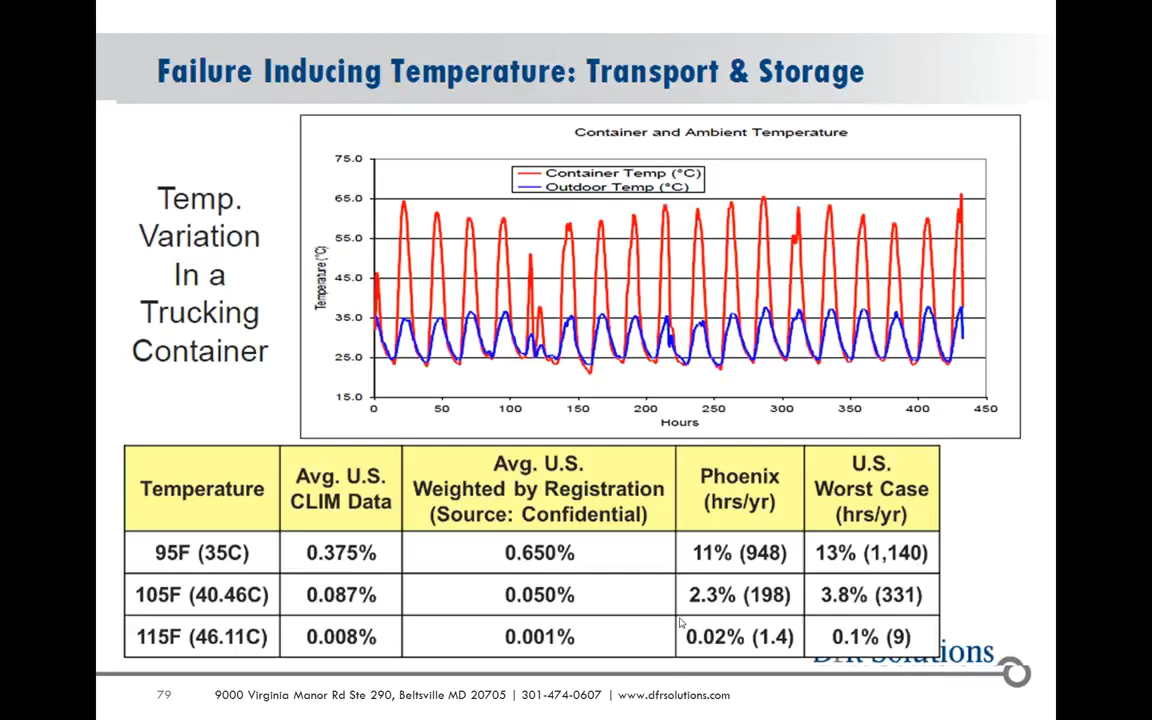 Failure Inducing Temperature: Transport & Storage
Temp.
Variation
In a
Trucking
Container
Container and Ambient Temperature
Container Temp (°C)
Outdoor Temp (°C)
Temperature (°C)
75.0
65.0
55.0
45.0
35.0
25.0
15.0
0 50 100 150 200 250 300 350 400 450
Hours
Temperature
Avg. U.S.
CLIM Data
Avg. U.S.
Weighted by Registration
(Source: Confidential)
Phoenix
(hrs/yr)
U.S.
Worst Case
(hrs/yr)
95F (35C) 0.375% 0.650% 11% (948) 13% (1,140)
105F (40.46C) 0.087% 0.050% 2.3% (198) 3.8% (331)
115F (46.11C) 0.008% 0.001% 0.02% (1.4) 0.1% (9)
DfR Solutions
79 9000 Virginia Manor Rd Ste 290, Beltsville MD 20705 | 301-474-0607 | www.dfrsolutions.com